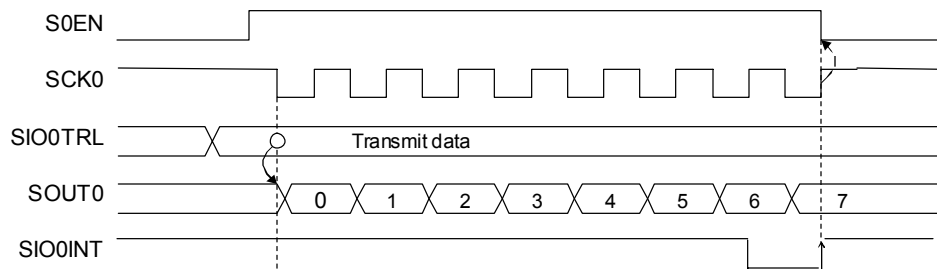 S0EN
SCK0
SIO0TRL Transmit data
SOUT0 0 1 2 3 4 5 6 7
SIO0INT